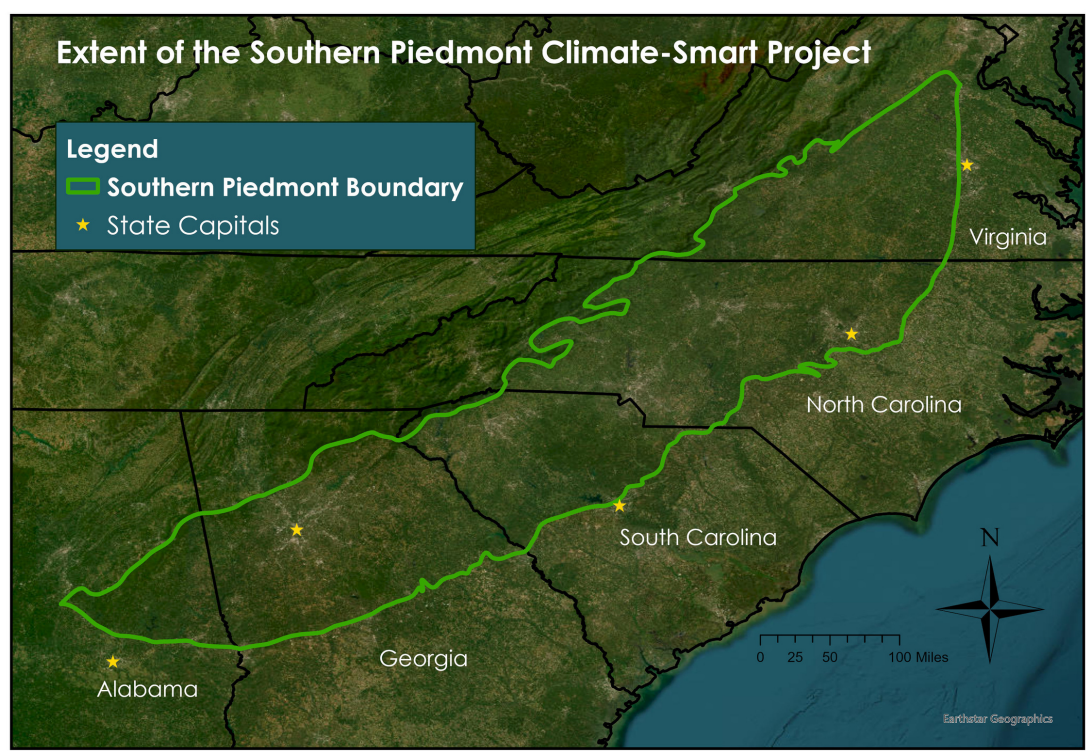 Extent of the Southern Piedmont Climate-Smart Project
Legend
Southern Piedmont Boundary
State Capitals
Virginia
North Carolina
South Carolina
N
Georgia
0 25 50 100 Miles
Alabama
Earthstar Geographics